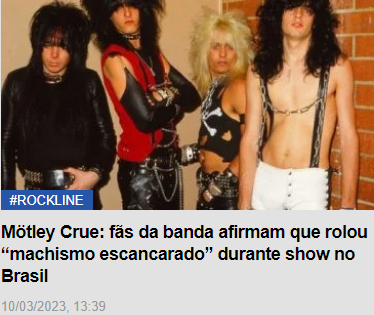 #ROCKLINE
Mötley Crue: fãs da banda afirmam que rolou
“machismo escancarado” durante show no
Brasil
10/03/2023, 13:39